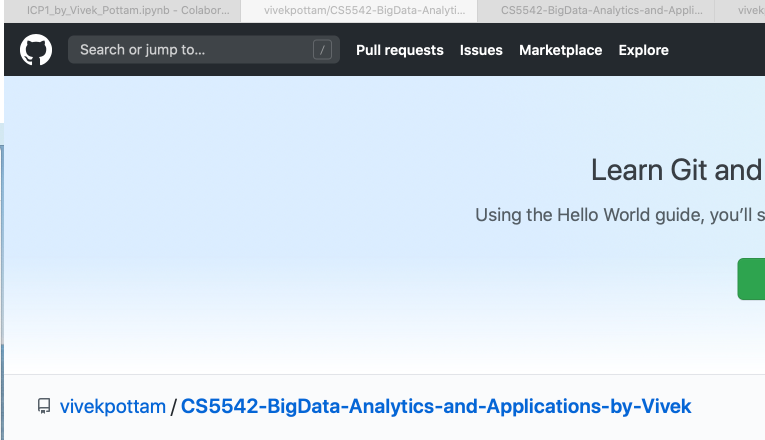 ICP1_by_Vivek_Pottam.ipynb - Colabor... vivekpottam/CS5542-BigData-Analyti... CS5542-BigData-Analytics-and-Appli... vivek
Search or jump to... / Pull requests Issues Marketplace Explore
Learn Git and
Using the Hello World guide, you'll s
vivekpottam / CS5542-BigData-Analytics-and-Applications-by-Vivek